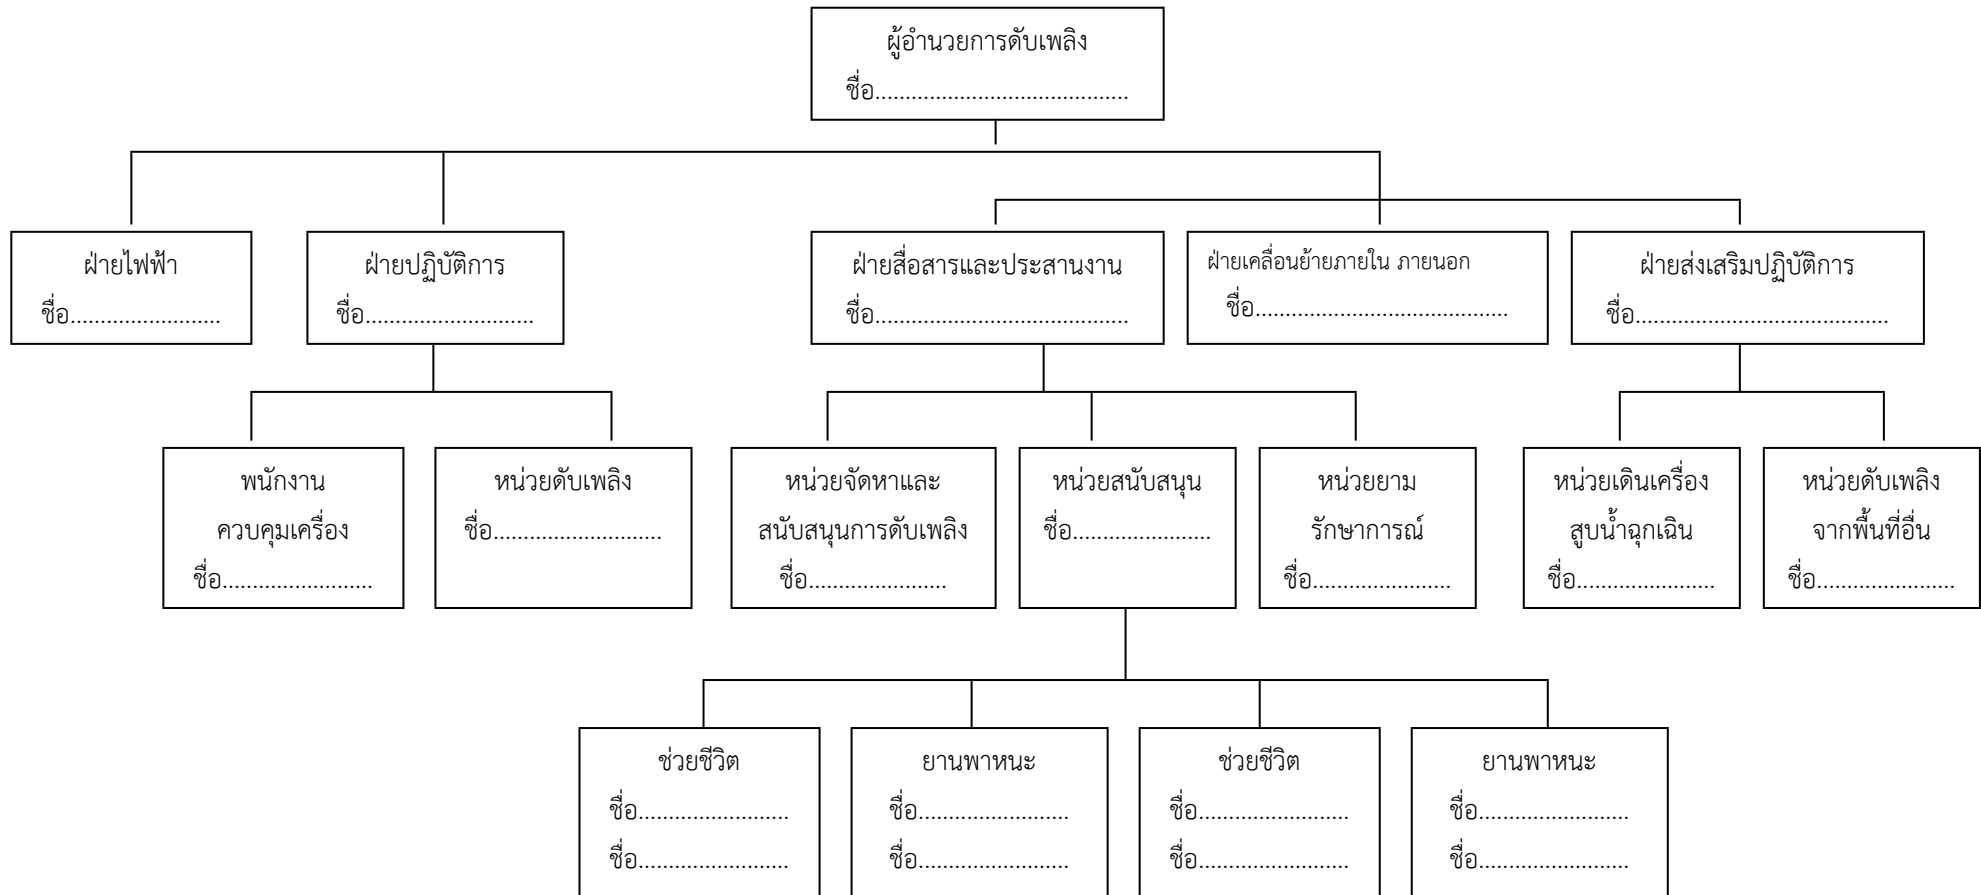 ผู้อำนวยการดับเพลิง
ชื่อ..........................................
ฝ่ายไฟฟ้า
ชื่อ.........................
ฝ่ายปฏิบัติการ
ชื่อ............................
ฝ่ายสื่อสารและประสานงาน
ชื่อ..........................................
ฝ่ายเคลื่อนย้ายภายใน ภายนอก
ชื่อ..........................................
ฝ่ายส่งเสริมปฏิบัติการ
ชื่อ..........................................
พนักงาน
ควบคุมเครื่อง
ชื่อ.........................
หน่วยดับเพลิง
ชื่อ............................
หน่วยจัดหาและ
สนับสนุนการดับเพลิง
ชื่อ.......................
หน่วยสนับสนุน
ชื่อ.......................
หน่วยยาม
รักษาการณ์
ชื่อ.......................
หน่วยเดินเครื่อง
สูบน้ำฉุกเฉิน
ชื่อ.......................
หน่วยดับเพลิง
จากพื้นที่อื่น
ชื่อ.......................
ช่วยชีวิต
ชื่อ.........................
ชื่อ.........................
ยานพาหนะ
ชื่อ.........................
ชื่อ.........................
ช่วยชีวิต
ชื่อ.........................
ชื่อ.........................
ยานพาหนะ
ชื่อ.........................
ชื่อ.........................